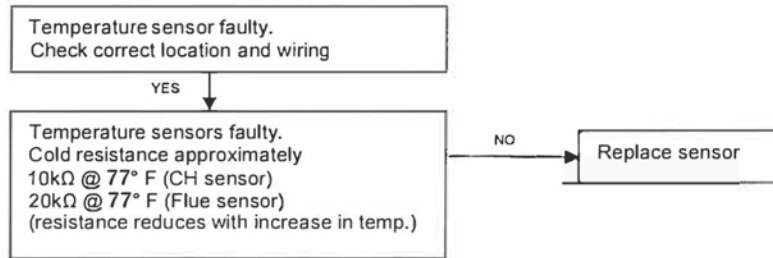 Temperature sensor faulty.
Check correct location and wiring
YES
Temperature sensors faulty.
Cold resistance approximately
10kΩ @ 77° F (CH sensor)
20kΩ @ 77° F (Flue sensor)
(resistance reduces with increase in temp.)
NO
Replace sensor